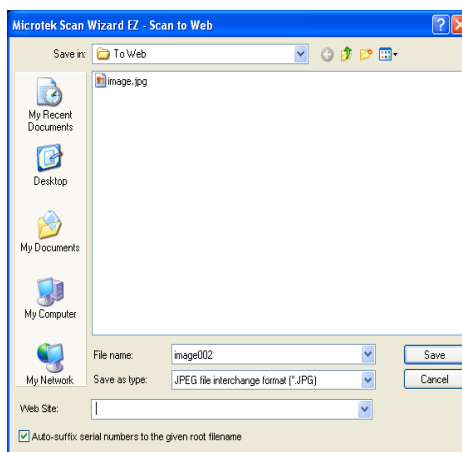 Microtek Scan Wizard EZ - Scan to Web
Save in: To Web
image.jpg
My Recent
Documents
Desktop
My Documents
My Computer
My Network
File name: image002 Save
Save as type: JPEG file interchange format (*.JPG) Cancel
Web Site:
Auto-suffix serial numbers to the given root filename